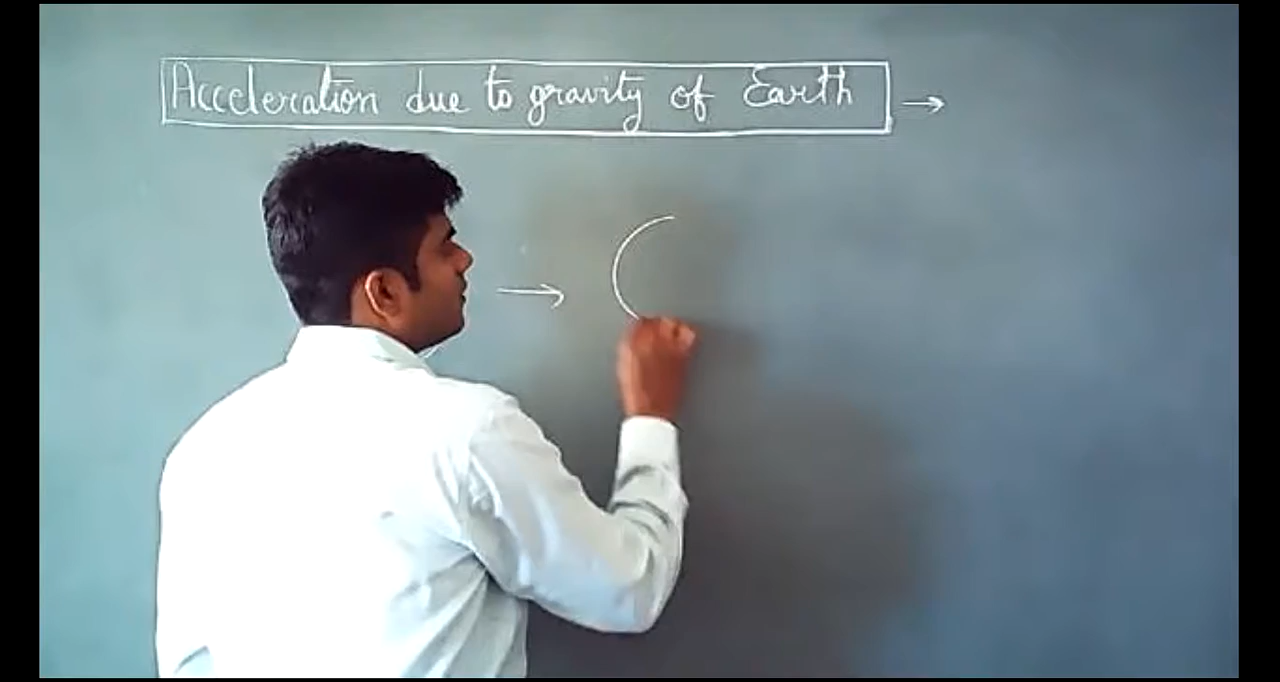 Acceleration due to gravity of Earth →
→